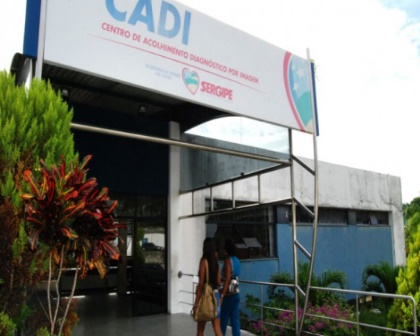 CADI
CENTRO DE ACOLHIMENTO DIAGNÓSTICO POR IMAGEM
SERGIPE